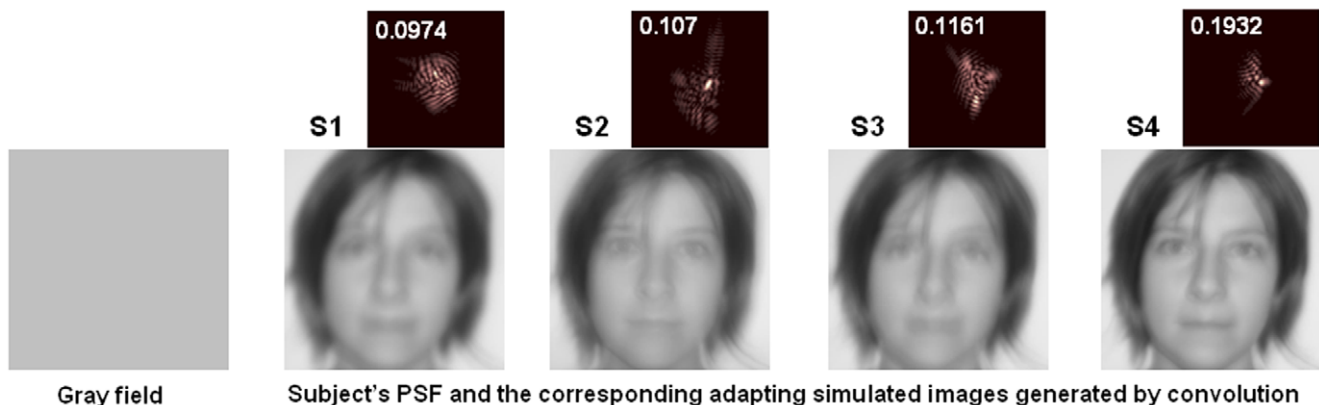 0.0974
0.107
0.1161
0.1932
S1
S2
S3
S4
Gray field
Subject's PSF and the corresponding adapting simulated images generated by convolution